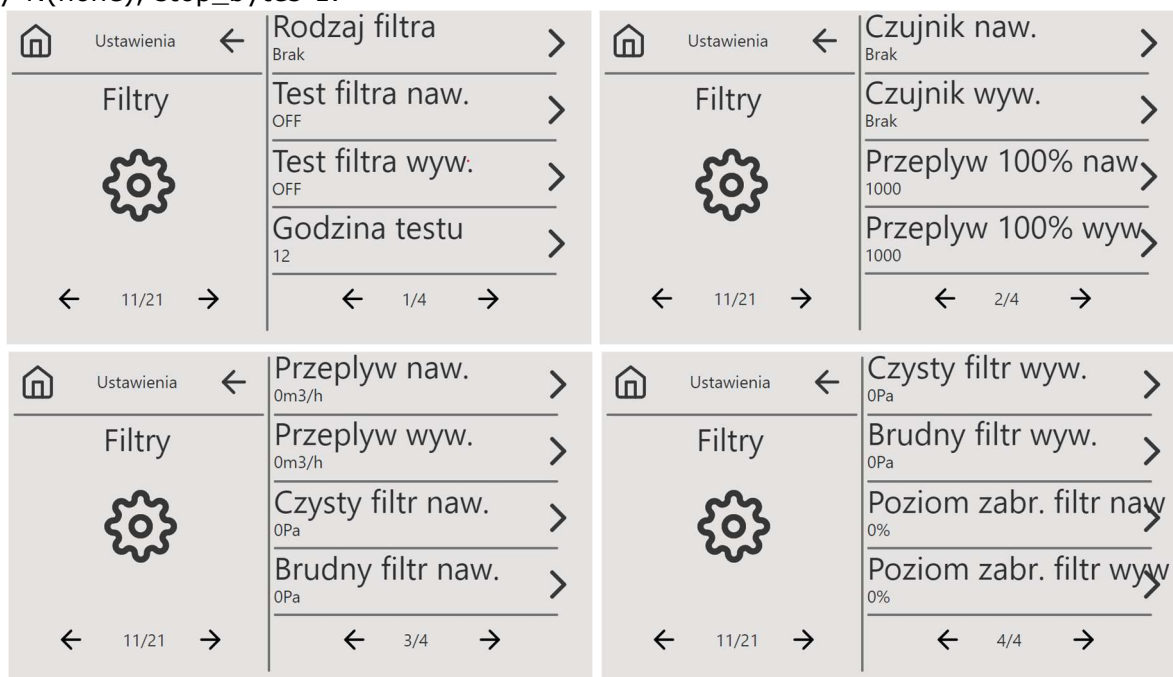 Ustawienia
Filtry
11/21
Rodzaj filtra
Brak
Test filtra naw.
OFF
Test filtra wyw:
OFF
Godzina testu
12
1/4
Ustawienia
Filtry
11/21
Czujnik naw.
Brak
Czujnik wyw.
Brak
Przeplyw 100% naw
1000
Przeplyw 100% wyw
1000
2/4
Ustawienia
Filtry
11/21
Przeplyw naw.
0m3/h
Przeplyw wyw.
0m3/h
Czysty filtr naw.
0Pa
Brudny filtr naw.
0Pa
3/4
Ustawienia
Filtry
11/21
Czysty filtr wyw.
0Pa
Brudny filtr wyw.
0Pa
Poziom zabr. filtr naw
0%
Poziom zabr. filtr wyw
0%
4/4